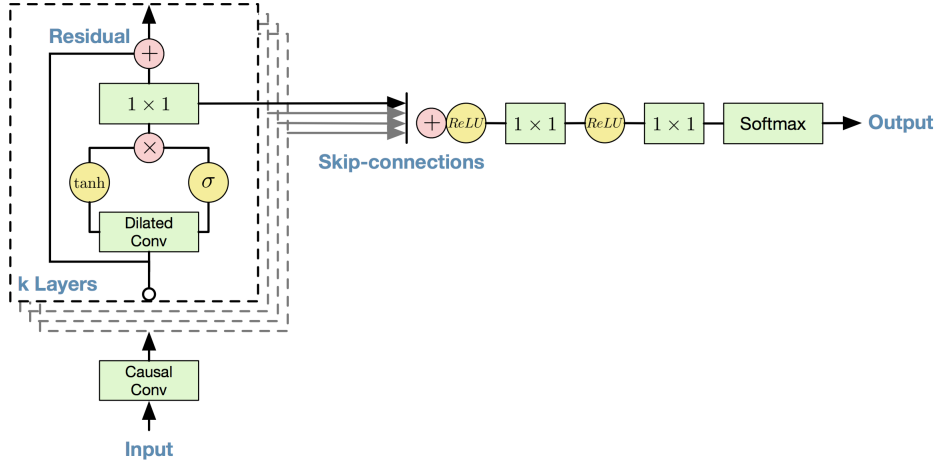 Residual
+
1 × 1
×
tanh
σ
Dilated
Conv
k Layers
Causal
Conv
Input
Skip-connections
+
ReLU
1 × 1
ReLU
1 × 1
Softmax
Output